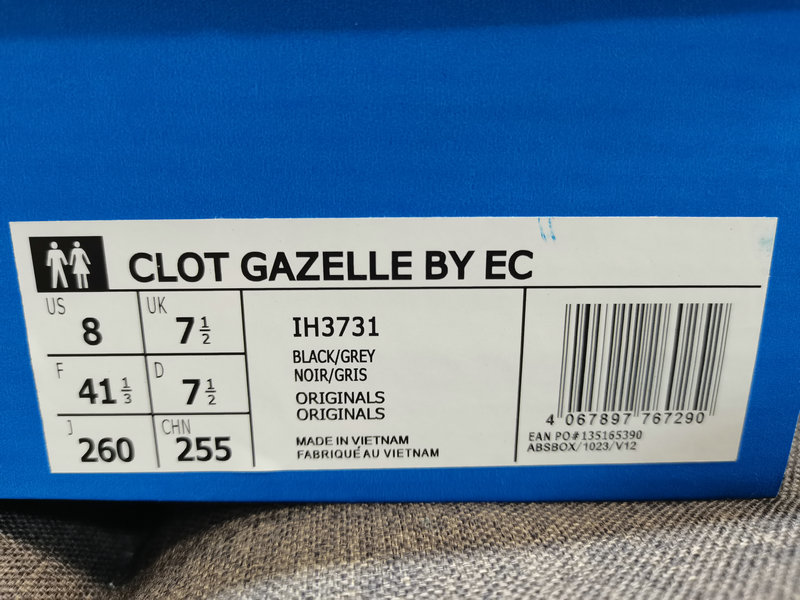 CLOT GAZELLE BY EC
US 8 UK 7 1/2
F 41 1/3 D 7 1/2
J 260 CHN 255
IH3731
BLACK/GREY
NOIR/GRIS
ORIGINALS
ORIGINALS
MADE IN VIETNAM
FABRIQUÉ AU VIETNAM
4 067897 767290
EAN PO# 135165390
ABSBOX/1023/V12